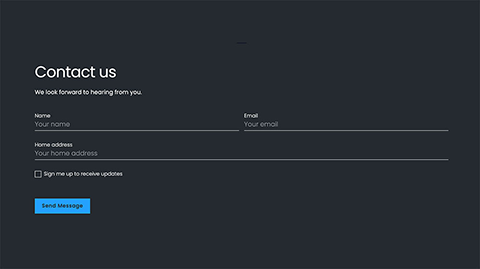 Contact us
We look forward to hearing from you.
Name Email
Your name Your email
Home address
Your home address
Sign me up to receive updates
Send Message